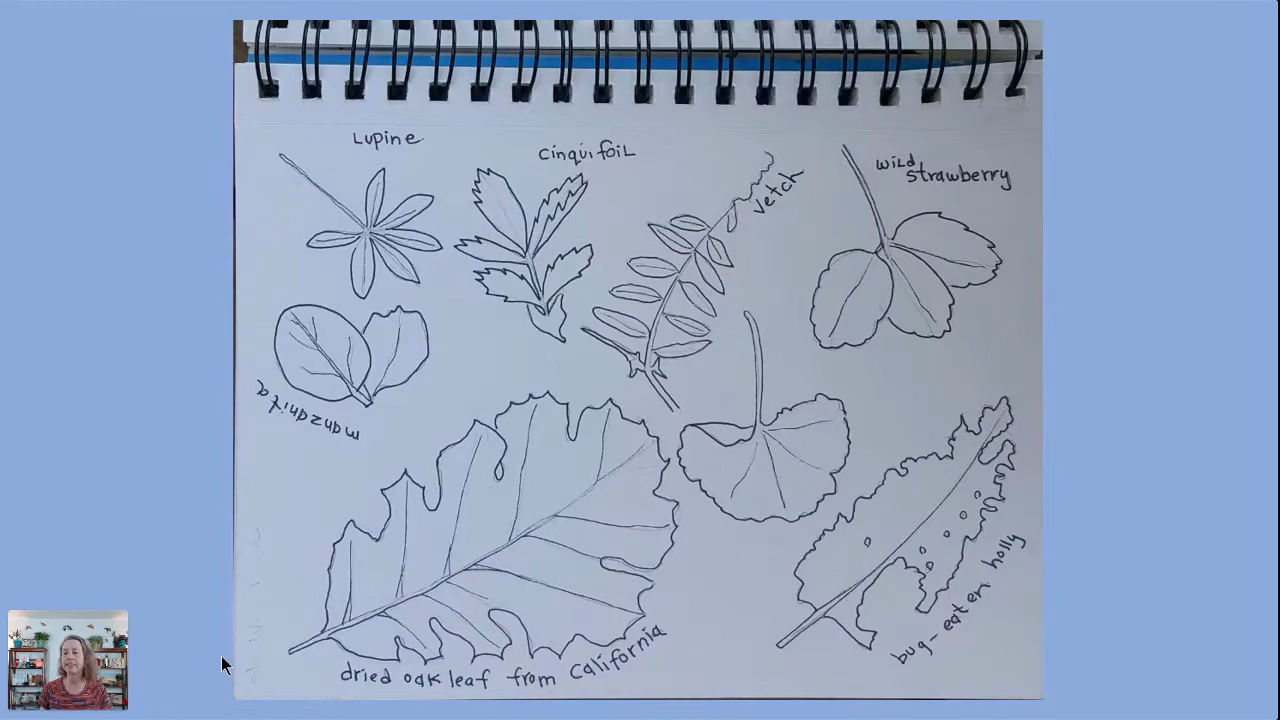 Lupine
cinquifoil
vetch
wild
strawberry
manzanita
dried oak leaf from California
bug-eaten holly